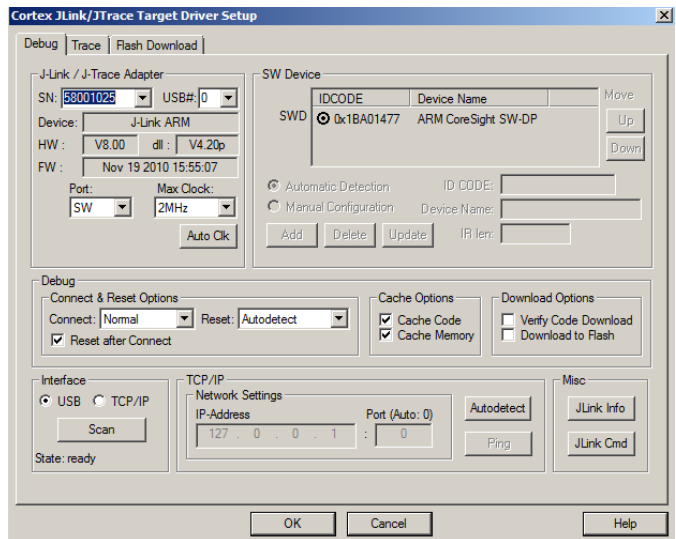 Cortex JLink/JTrace Target Driver Setup
Debug Trace Flash Download
J-Link / J-Trace Adapter
SN: 58001025 USB#: 0
Device: J-Link ARM
HW : V8.00 dll : V4.20p
FW : Nov 19 2010 15:55:07
Port: Max Clock:
SW 2MHz
Auto Clk
SW Device
IDCODE Device Name Move
SWD 0x1BA01477 ARM CoreSight SW-DP Up
Down
Automatic Detection ID CODE:
Manual Configuration Device Name:
Add Delete Update IR len:
Debug
Connect & Reset Options
Connect: Normal Reset: Autodetect
Reset after Connect
Cache Options
Cache Code
Cache Memory
Download Options
Verify Code Download
Download to Flash
Interface
USB TCP/IP
Scan
State: ready
TCP/IP
Network Settings
IP-Address Port (Auto: 0)
127 . 0 . 0 . 1 : 0
Autodetect
Ping
Misc
JLink Info
JLink Cmd
OK Cancel Help